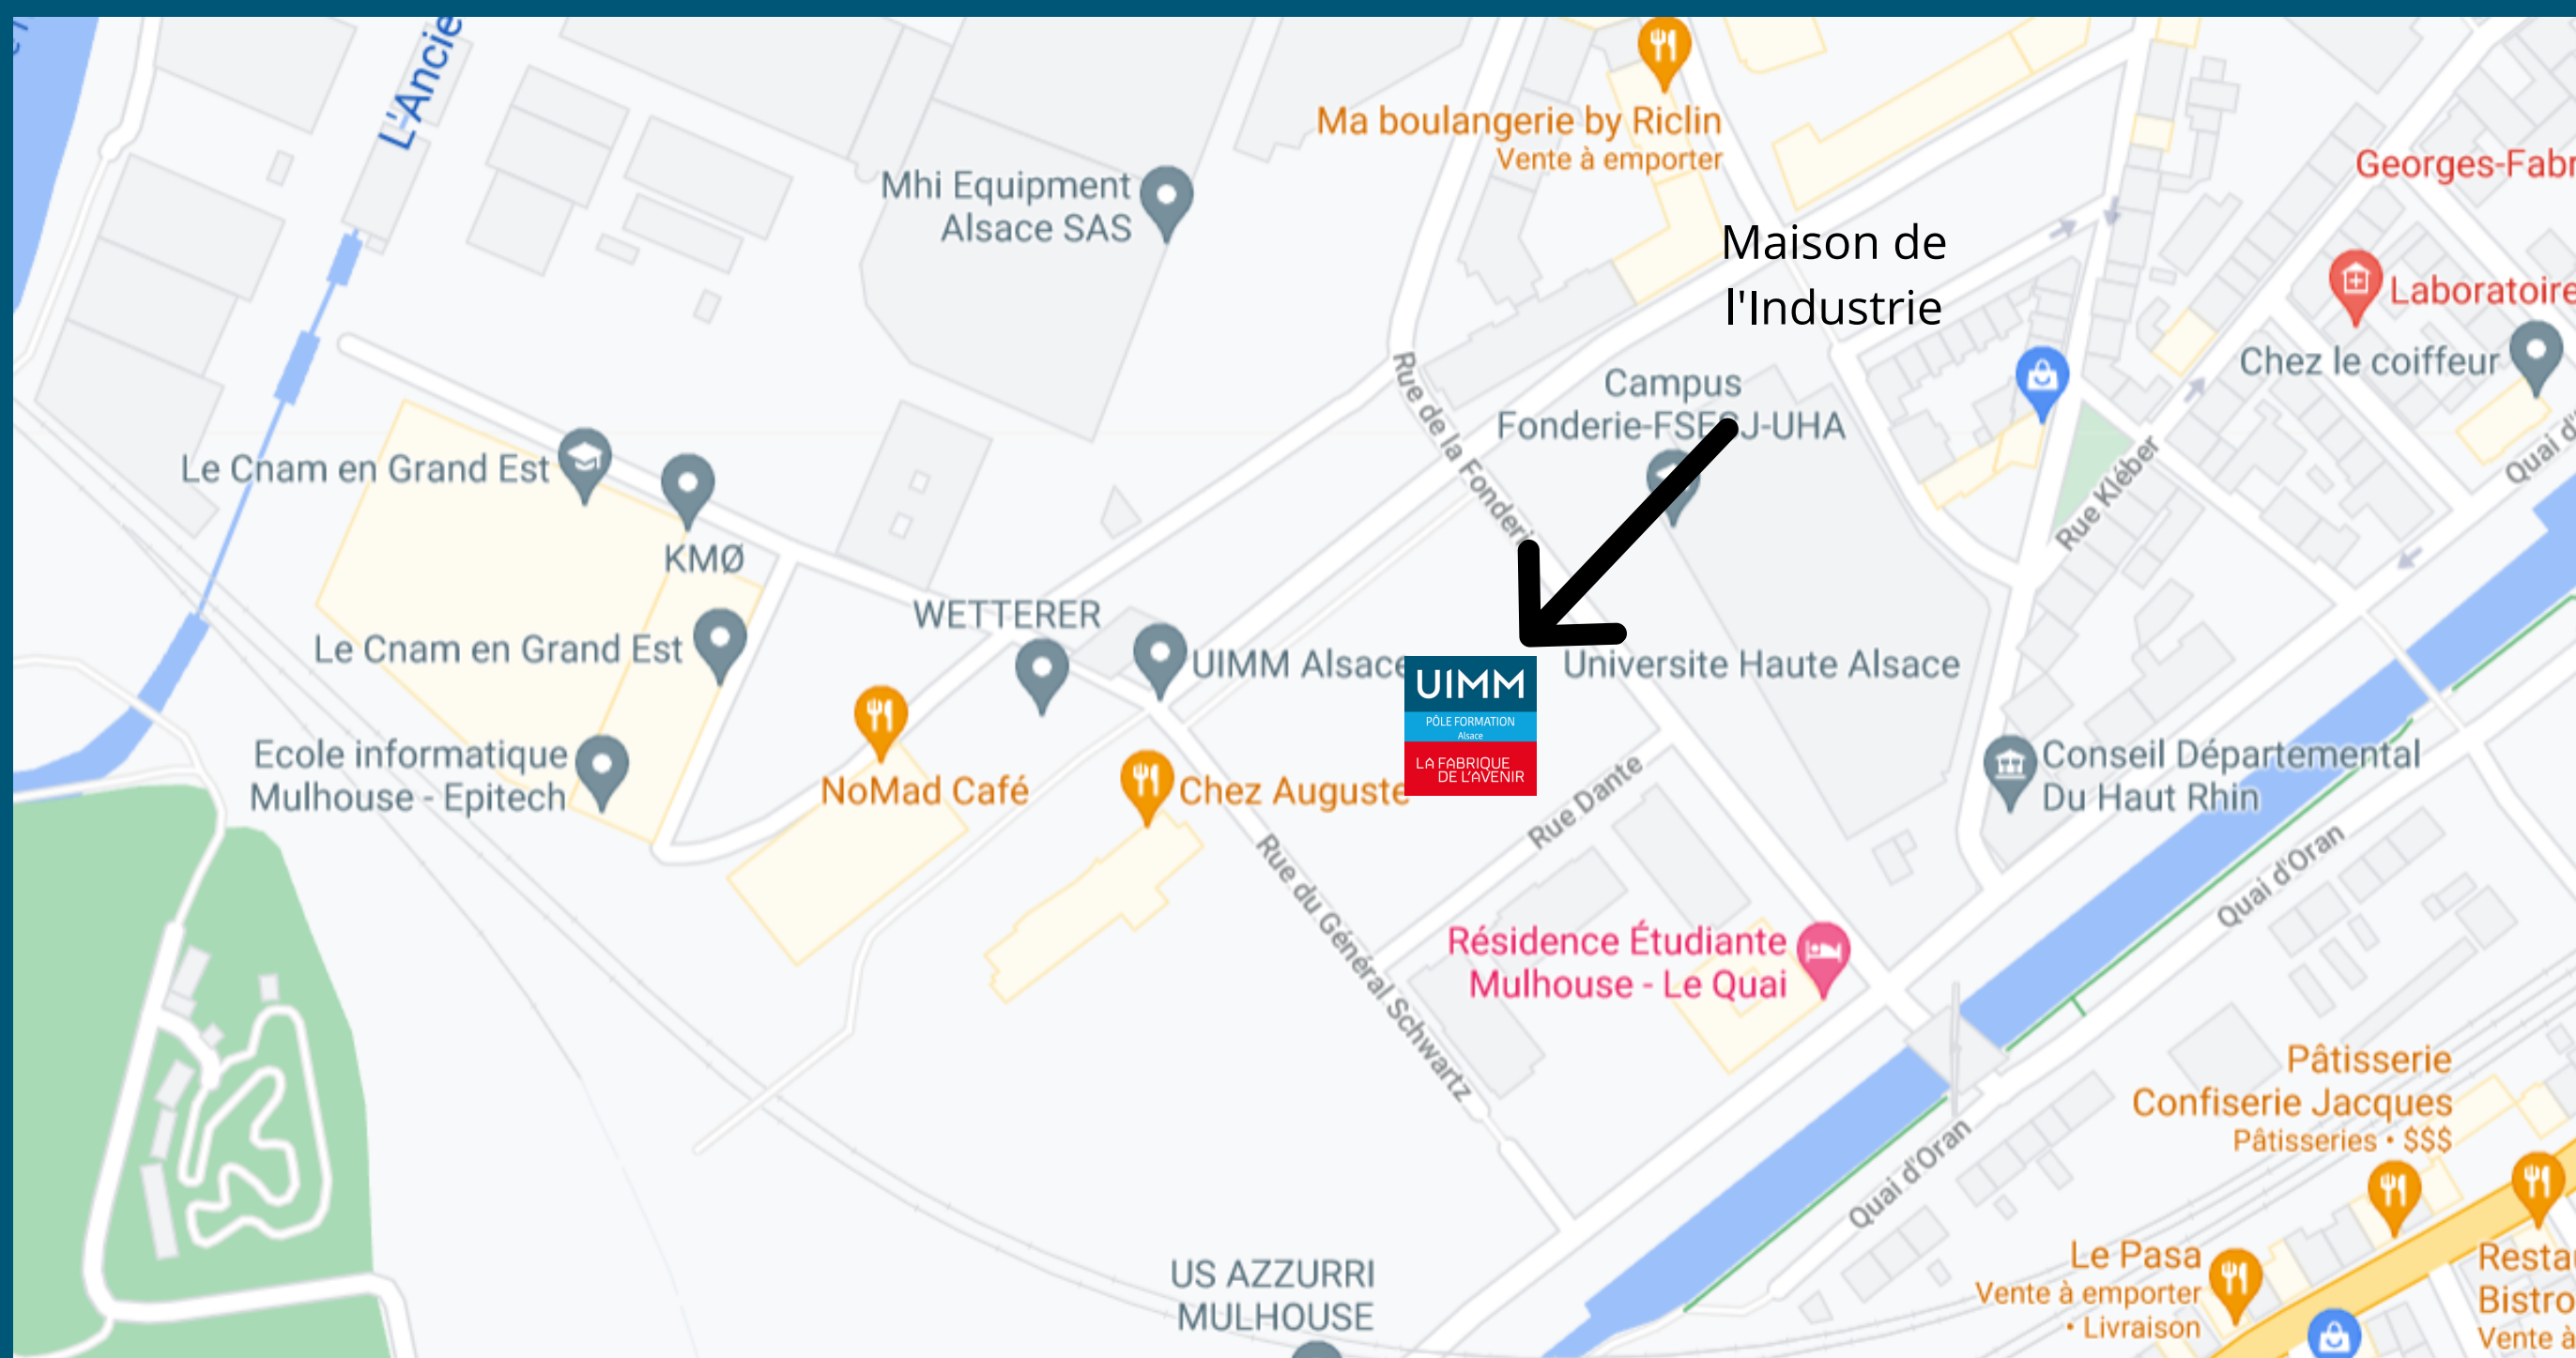 L'Ancie
Ma boulangerie by Riclin
Vente à emporter
Mhi Equipment
Alsace SAS
Georges-Fabr
Maison de
l'Industrie
Laboratoire
Chez le coiffeur
Rue de la Fonderi
Campus
Fonderie-FSESJ-UHA
Le Cnam en Grand Est
KMØ
Rue Kléber
Quai d'
WETTERER
Le Cnam en Grand Est
UIMM Alsace
Universite Haute Alsace
UIMM
PÔLE FORMATION
Alsace
LA FABRIQUE
DE L'AVENIR
Ecole informatique
Mulhouse - Epitech
NoMad Café
Chez Auguste
Rue Dante
Conseil Départemental
Du Haut Rhin
Quai d'Oran
Rue du Général Schwartz
Résidence Étudiante
Mulhouse - Le Quai
Pâtisserie
Confiserie Jacques
Pâtisseries • $$$
Quai d'Oran
US AZZURRI
MULHOUSE
Le Pasa
Vente à emporter
• Livraison
Resta
Bistro
Vente à